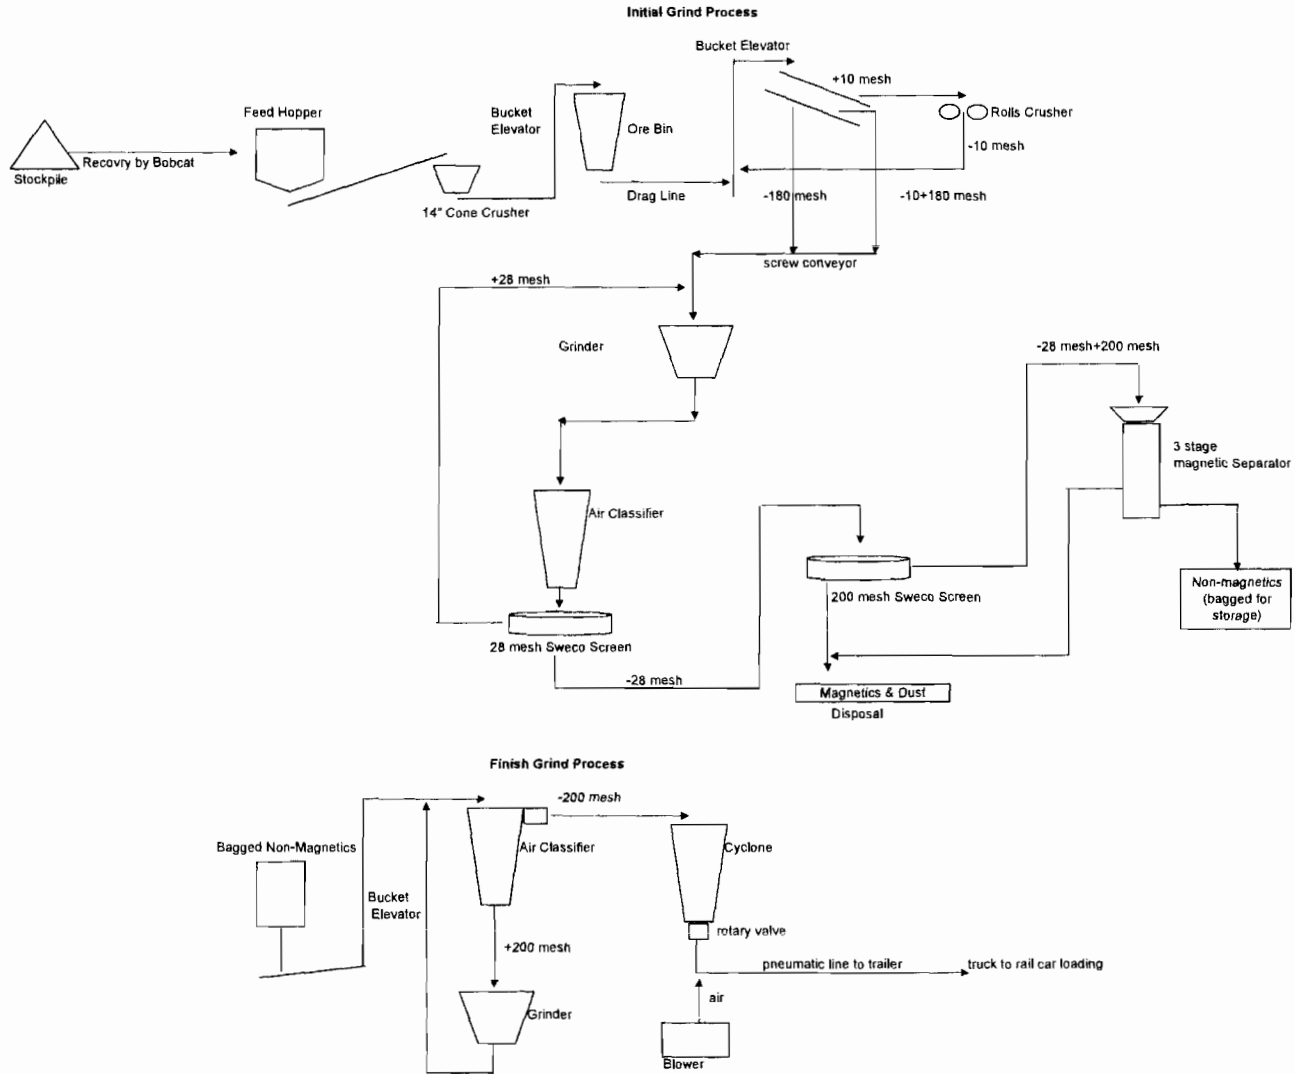 Initial Grind Process
Bucket Elevator
+10 mesh
Feed Hopper
Bucket
Elevator
Ore Bin
Rolls Crusher
-10 mesh
Recovry by Bobcat
Stockpile
14" Cone Crusher
Drag Line
-180 mesh
-10+180 mesh
screw conveyor
+28 mesh
Grinder
-28 mesh+200 mesh
3 stage
magnetic Separator
Air Classifier
200 mesh Sweco Screen
Non-magnetics
(bagged for
storage)
28 mesh Sweco Screen
-28 mesh
Magnetics & Dust
Disposal
Finish Grind Process
-200 mesh
Bagged Non-Magnetics
Air Classifier
Cyclone
Bucket
Elevator
rotary valve
+200 mesh
pneumatic line to trailer
truck to rail car loading
air
Grinder
Blower